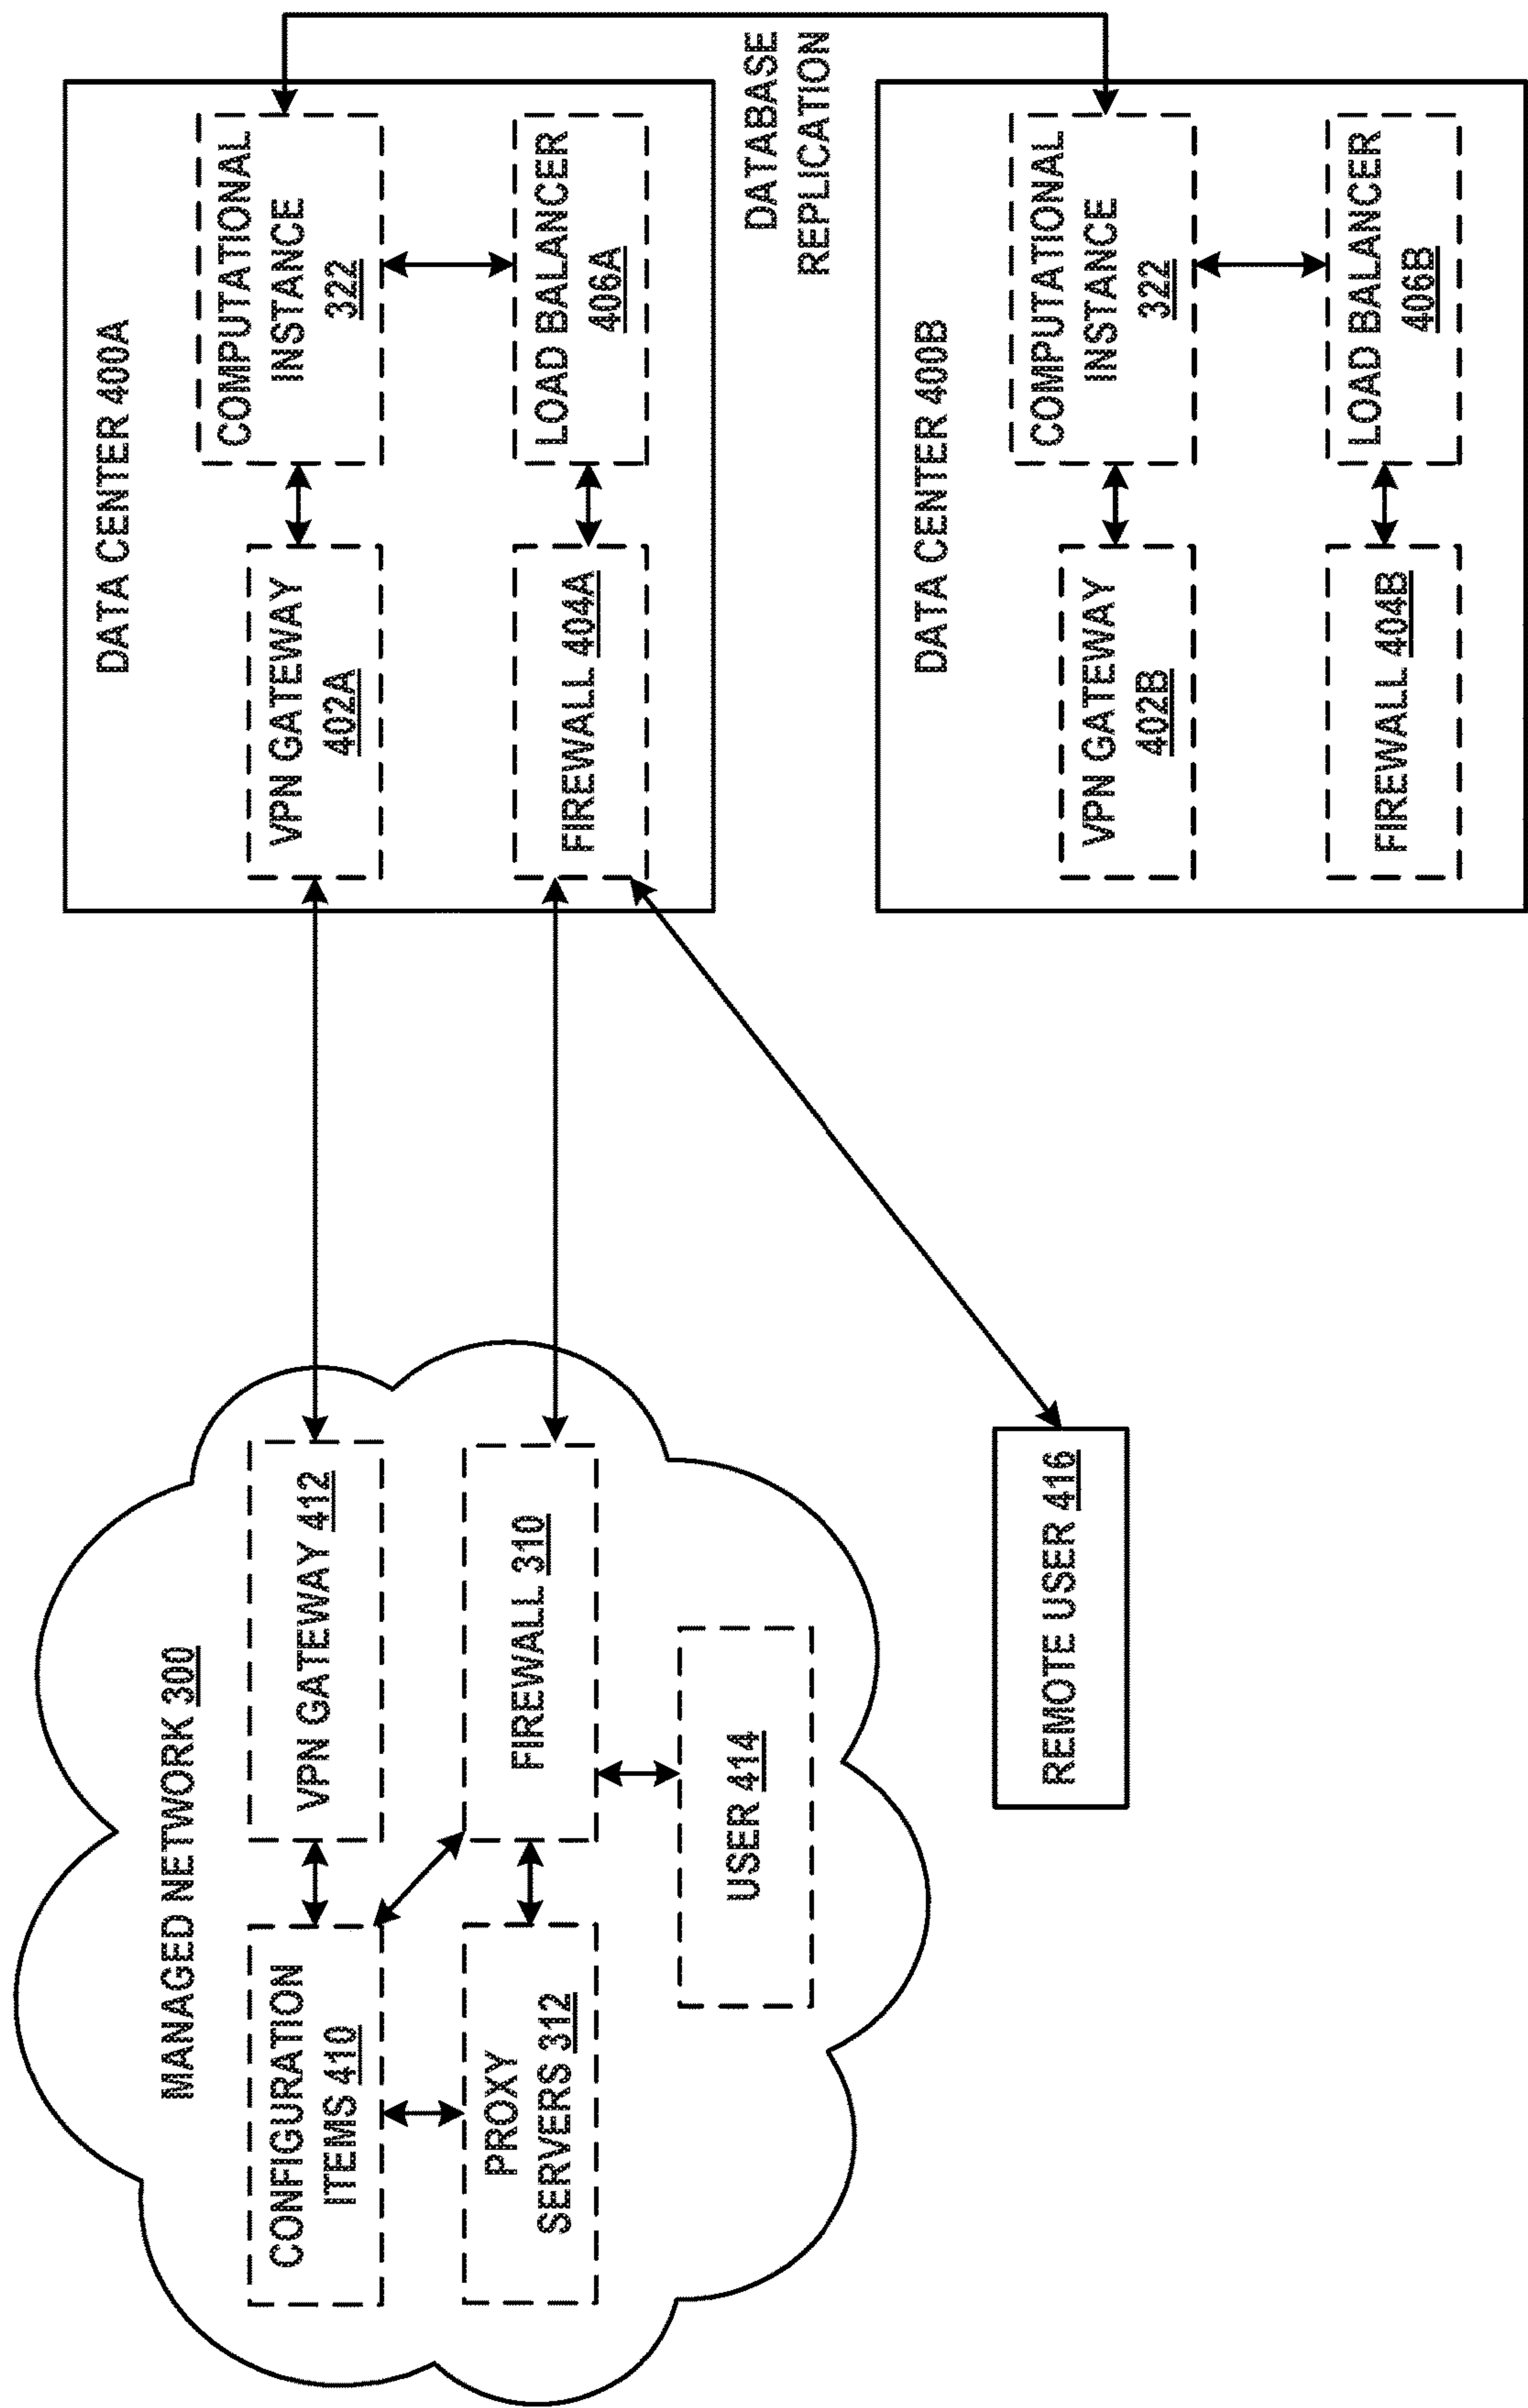 MANAGED NETWORK 300
CONFIGURATION
ITEMS 410
VPN GATEWAY 412
PROXY
SERVERS 312
FIREWALL 310
USER 414
REMOTE USER 416
DATA CENTER 400A
VPN GATEWAY
402A
COMPUTATIONAL
INSTANCE
322
FIREWALL 404A
LOAD BALANCER
406A
DATABASE
REPLICATION
DATA CENTER 400B
VPN GATEWAY
402B
COMPUTATIONAL
INSTANCE
322
FIREWALL 404B
LOAD BALANCER
406B